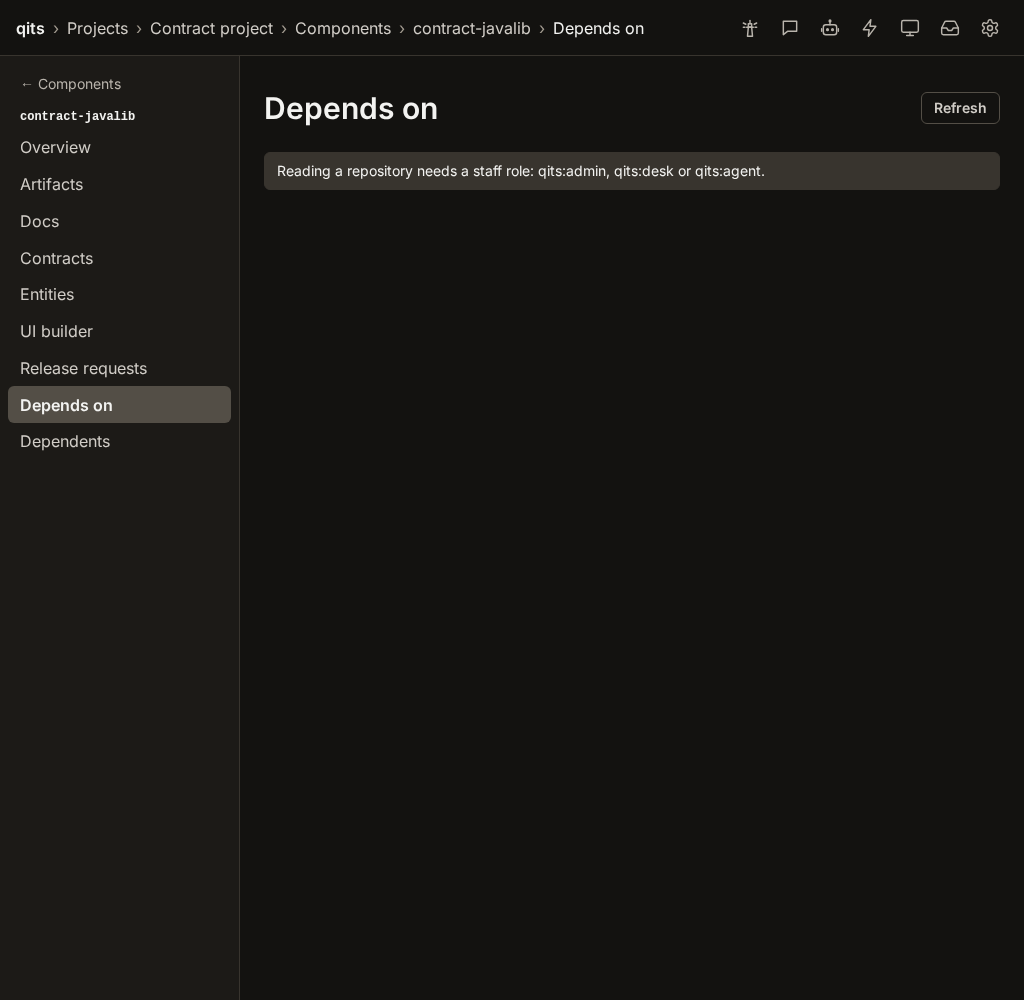 qits › Projects › Contract project › Components › contract-javalib › Depends on
← Components
contract-javalib
Overview
Artifacts
Docs
Contracts
Entities
UI builder
Release requests
Depends on
Dependents
Depends on
Refresh
Reading a repository needs a staff role: qits:admin, qits:desk or qits:agent.